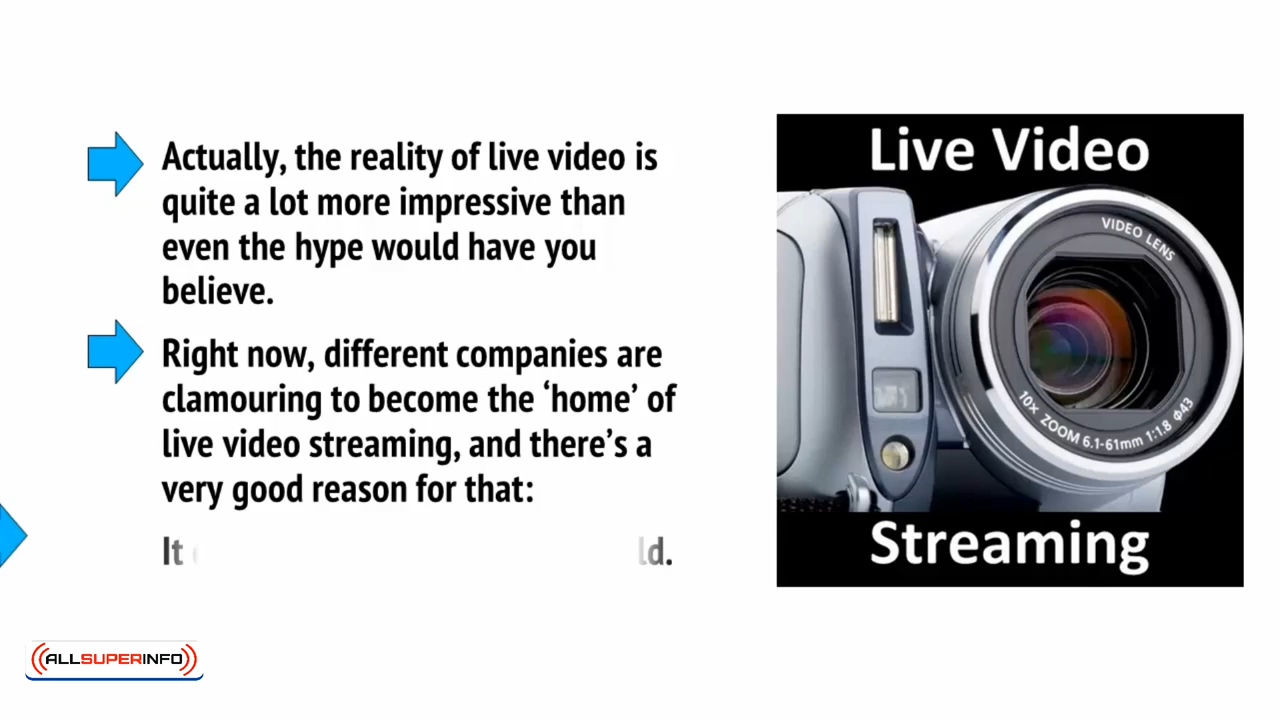 Actually, the reality of live video is
quite a lot more impressive than
even the hype would have you
believe.
Right now, different companies are
clamouring to become the ‘home’ of
live video streaming, and there’s a
very good reason for that:
It
Live Video
VIDEO LENS
10x ZOOM 6.1-61mm 1:1.8 Φ43
Streaming
ALLSUPERINFO